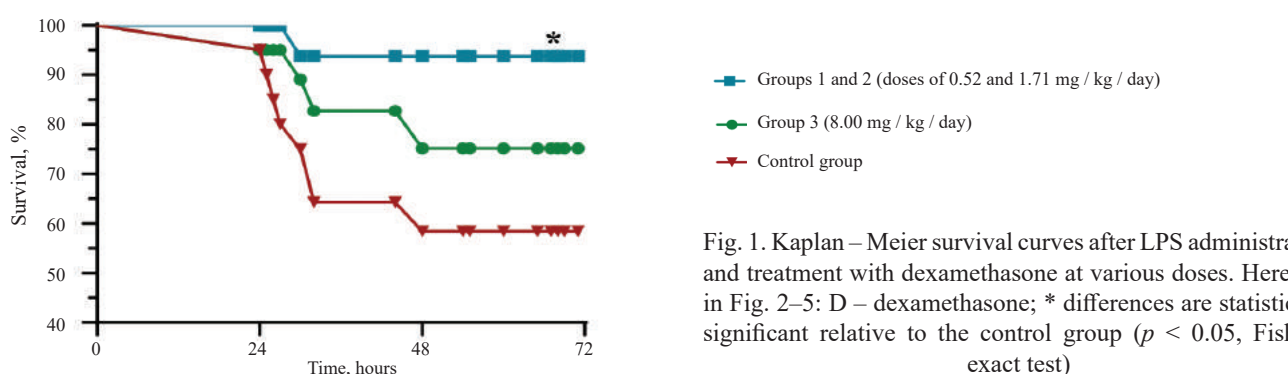 100
90
80
70
60
50
40
Survival, %
0
24
48
72
Time, hours
*
Groups 1 and 2 (doses of 0.52 and 1.71 mg / kg / day)
Group 3 (8.00 mg / kg / day)
Control group
Fig. 1. Kaplan – Meier survival curves after LPS administra
and treatment with dexamethasone at various doses. Here
in Fig. 2–5: D – dexamethasone; * differences are statistic
significant relative to the control group (p < 0.05, Fish
exact test)